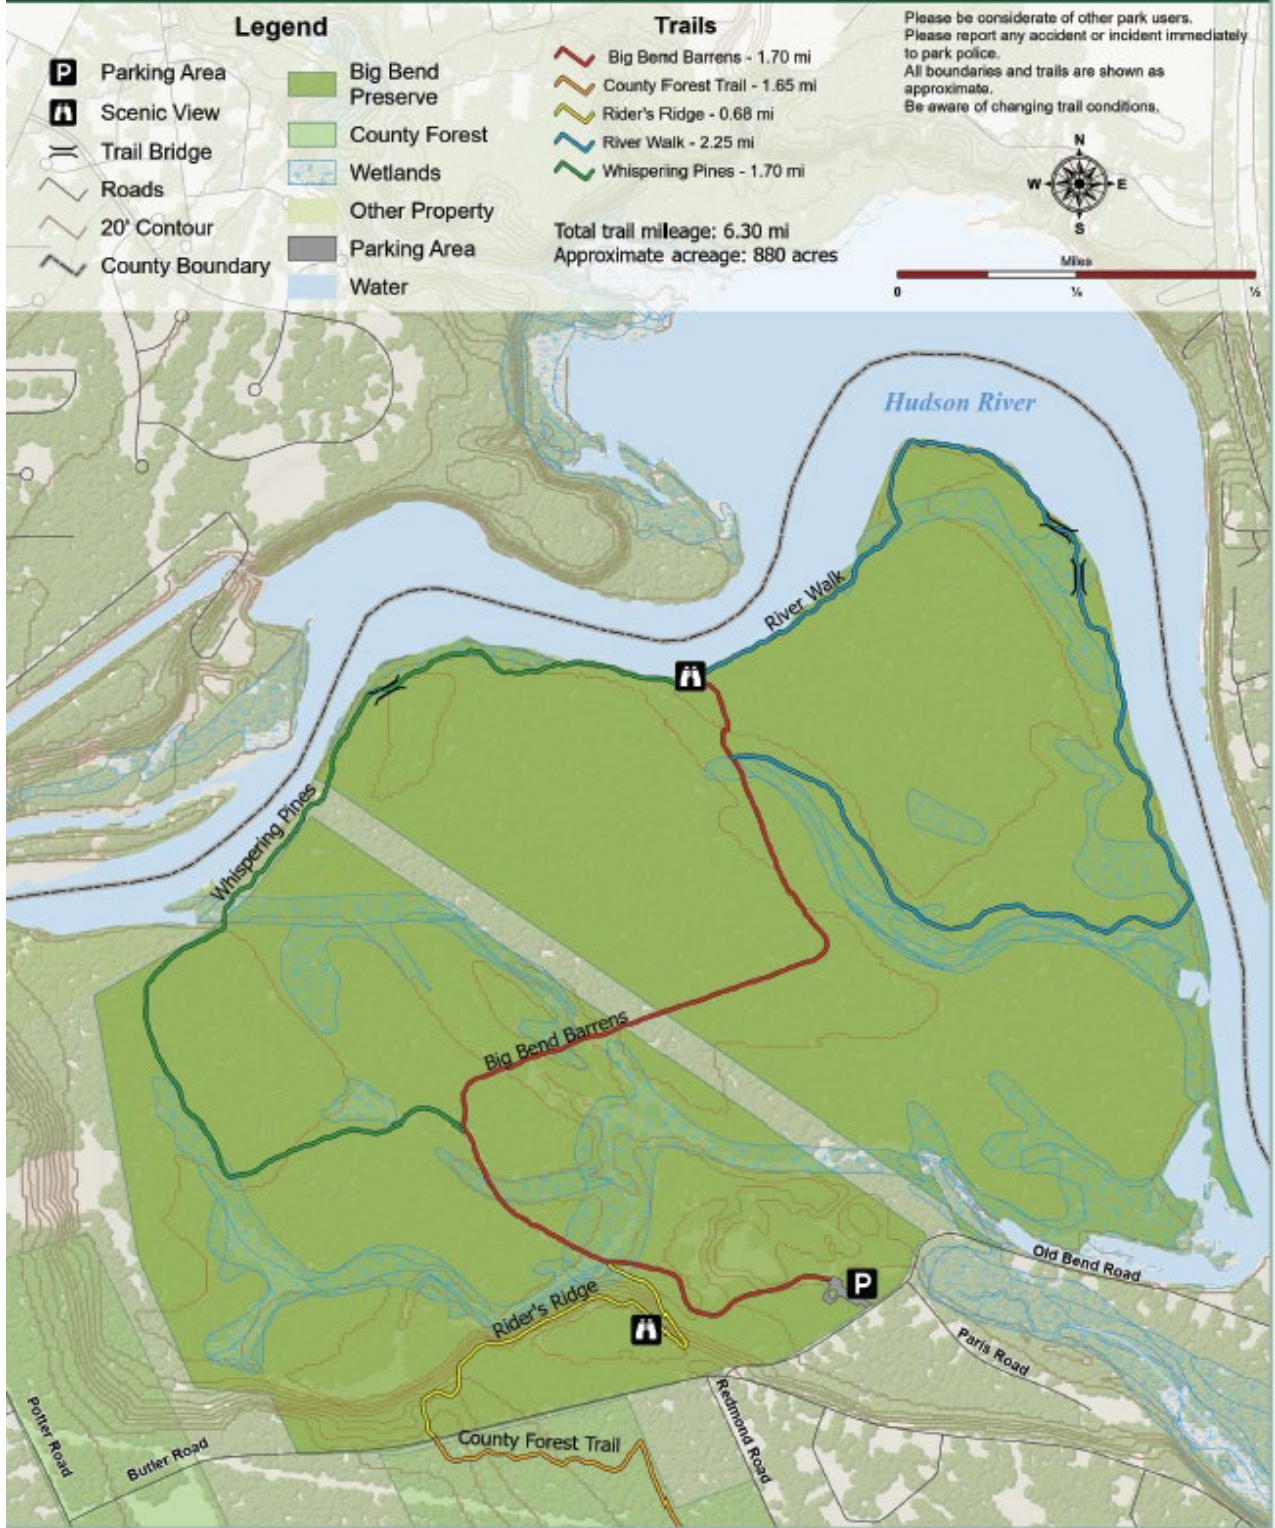 Legend
Parking Area
Scenic View
Trail Bridge
Roads
20' Contour
County Boundary
Big Bend
Preserve
County Forest
Wetlands
Other Property
Parking Area
Water
Trails
Big Bend Barrens - 1.70 mi
County Forest Trail - 1.65 mi
Rider's Ridge - 0.68 mi
River Walk - 2.25 mi
Whispering Pines - 1.70 mi
Total trail mileage: 6.30 mi
Approximate acreage: 880 acres
Please be considerate of other park users.
Please report any accident or incident immediately
to park police.
All boundaries and trails are shown as
approximate.
Be aware of changing trail conditions.
N
W
E
S
Miles
0
Hudson River
River Walk
Whispering Pines
Big Bend Barrens
Old Bend Road
P
Rider's Ridge
Paris Road
Redmond Road
Potter Road
Butler Road
County Forest Trail
P